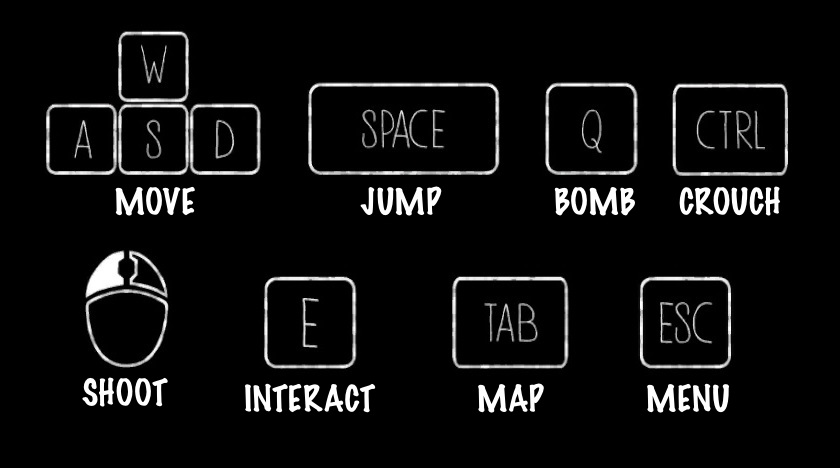 W
A S D
SPACE
Q
CTRL
MOVE
JUMP
BOMB
CROUCH
E
TAB
ESC
SHOOT
INTERACT
MAP
MENU